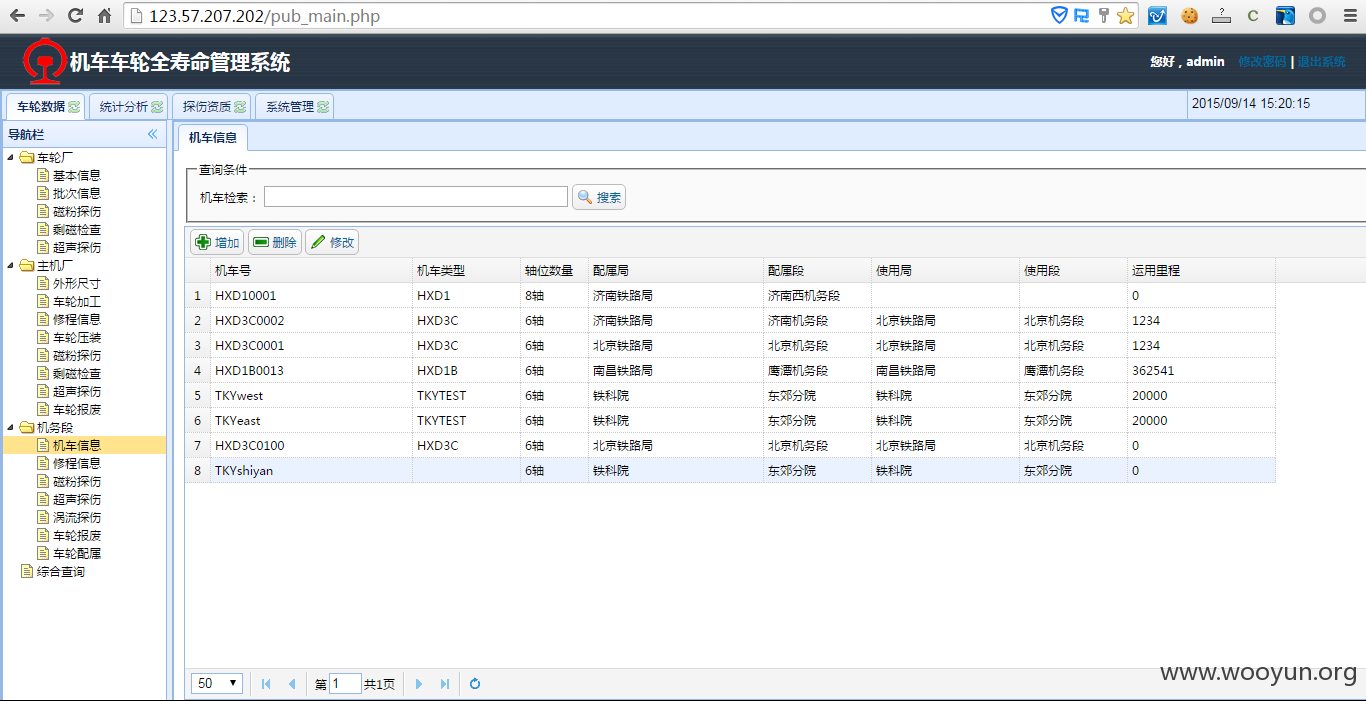 123.57.207.202/pub_main.php
机车车轮全寿命管理系统
您好，admin 修改密码 | 退出系统
车轮数据 统计分析 探伤资质 系统管理 2015/09/14 15:20:15
导航栏
车轮厂
基本信息
批次信息
磁粉探伤
剩磁检查
超声探伤
主机厂
外形尺寸
车轮加工
修程信息
车轮压装
磁粉探伤
剩磁检查
超声探伤
车轮报废
机务段
机车信息
修程信息
磁粉探伤
超声探伤
涡流探伤
车轮报废
车轮配属
综合查询
机车信息
查询条件
机车检索： 搜索
增加 删除 修改
机车号 机车类型 轴位数量 配属局 配属段 使用局 使用段 运用里程
1 HXD10001 HXD1 8轴 济南铁路局 济南西机务段 0
2 HXD3C0002 HXD3C 6轴 济南铁路局 济南机务段 北京铁路局 北京机务段 1234
3 HXD3C0001 HXD3C 6轴 北京铁路局 北京机务段 北京铁路局 北京机务段 1234
4 HXD1B0013 HXD1B 6轴 南昌铁路局 鹰潭机务段 南昌铁路局 鹰潭机务段 362541
5 TKYwest TKYTEST 6轴 铁科院 东郊分院 铁科院 东郊分院 20000
6 TKYeast TKYTEST 6轴 铁科院 东郊分院 铁科院 东郊分院 20000
7 HXD3C0100 HXD3C 6轴 北京铁路局 北京机务段 北京铁路局 北京机务段 0
8 TKYshiyan 6轴 铁科院 东郊分院 铁科院 东郊分院 0
50 第 1 共1页
www.wooyun.org